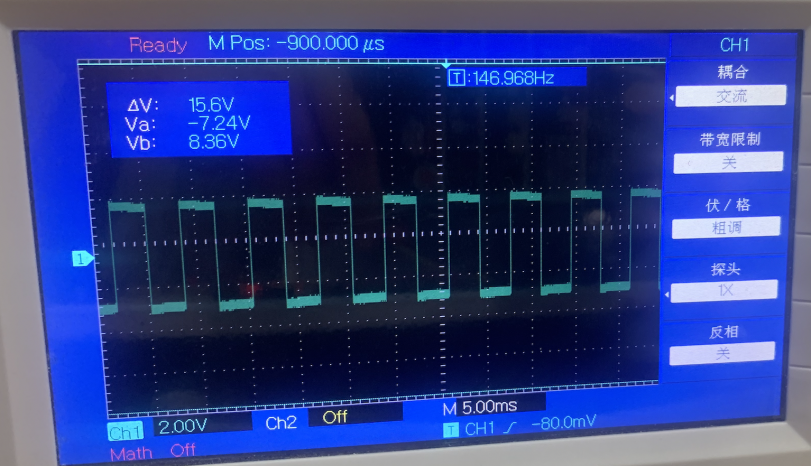 Ready M Pos: -900.000 μs CH1
T:146.968Hz
ΔV: 15.6V
Va: -7.24V
Vb: 8.36V
耦合
交流
带宽限制
关
伏/格
粗调
探头
1X
反相
关
1
Ch1 2.00V Ch2 Off M 5.00ms
Math Off T CH1 -80.0mV